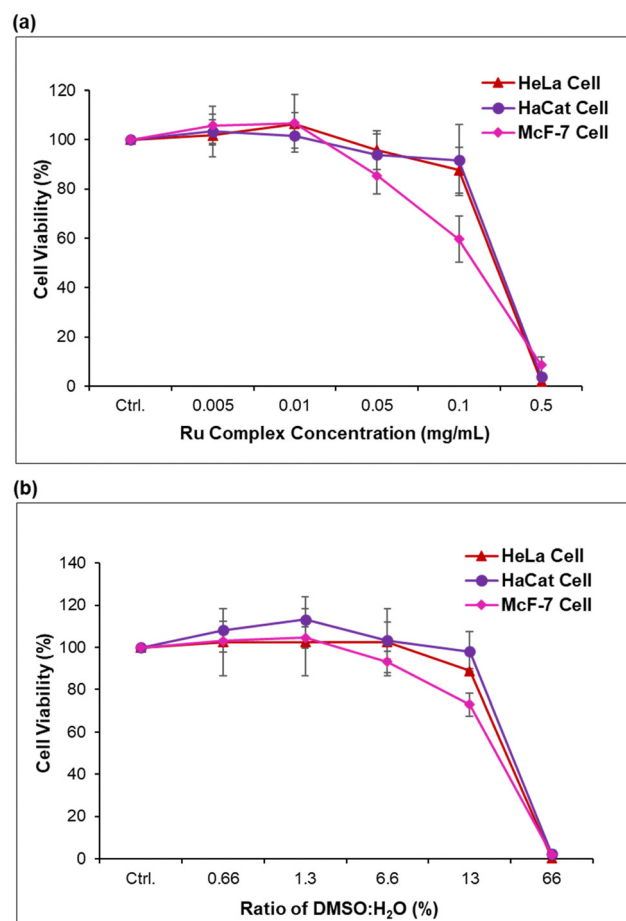 (a)
120
100
80
60
40
20
0
Cell Viability (%)
HeLa Cell
HaCat Cell
McF-7 Cell
Ctrl. 0.005 0.01 0.05 0.1 0.5
Ru Complex Concentration (mg/mL)
(b)
140
120
100
80
60
40
20
0
Cell Viability (%)
HeLa Cell
HaCat Cell
McF-7 Cell
Ctrl. 0.66 1.3 6.6 13 66
Ratio of DMSO:H₂O (%)